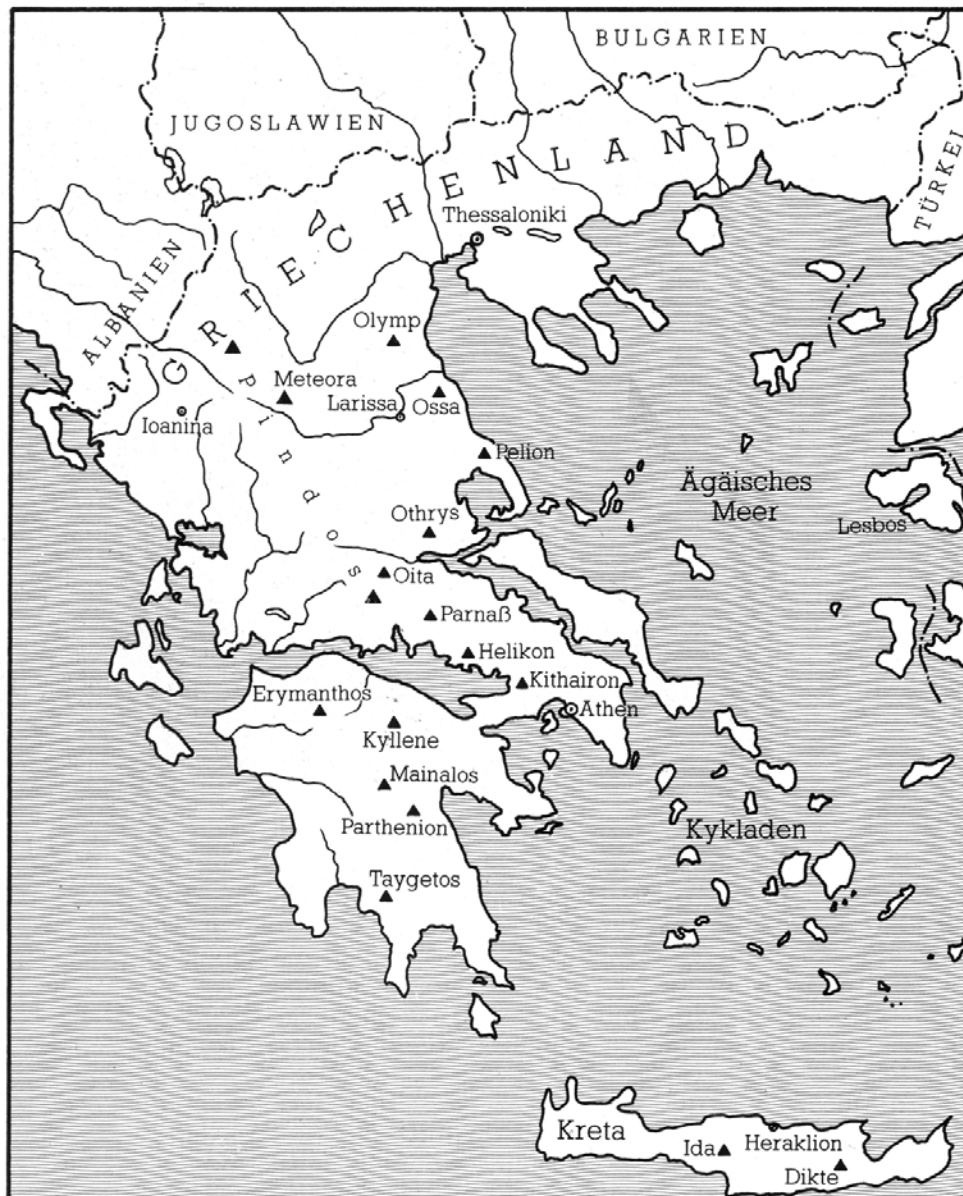 BULGARIEN
JUGOSLAWIEN
GRIECHENLAND
TÜRKEI
Thessaloniki
ALBANIEN
Olymp
Pindos
Meteora
Larissa
Ossa
Ioanina
Pelion
Ägäisches
Meer
Lesbos
Othrys
Oita
Parnaß
Helikon
Kithairon
Erymanthos
Athen
Kyllene
Mainalos
Parthenion
Kykladen
Taygetos
Kreta
Ida
Heraklion
Dikte